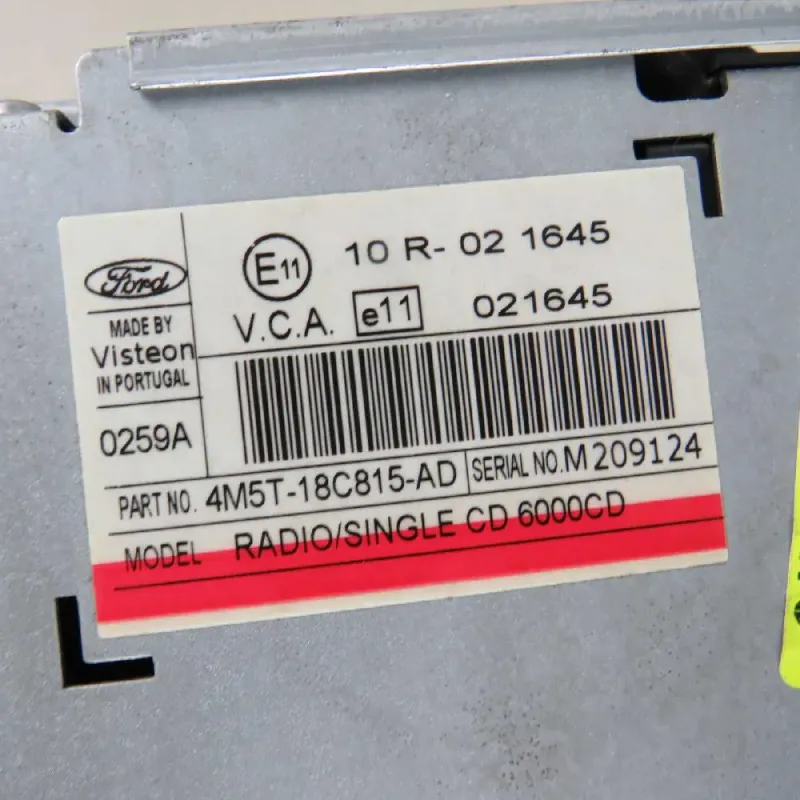 Ford
MADE BY
Visteon
IN PORTUGAL
0259A
E11 10 R- 02 1645
V.C.A. e11 021645
PART NO. 4M5T-18C815-AD SERIAL NO. M209124
MODEL RADIO/SINGLE CD 6000CD